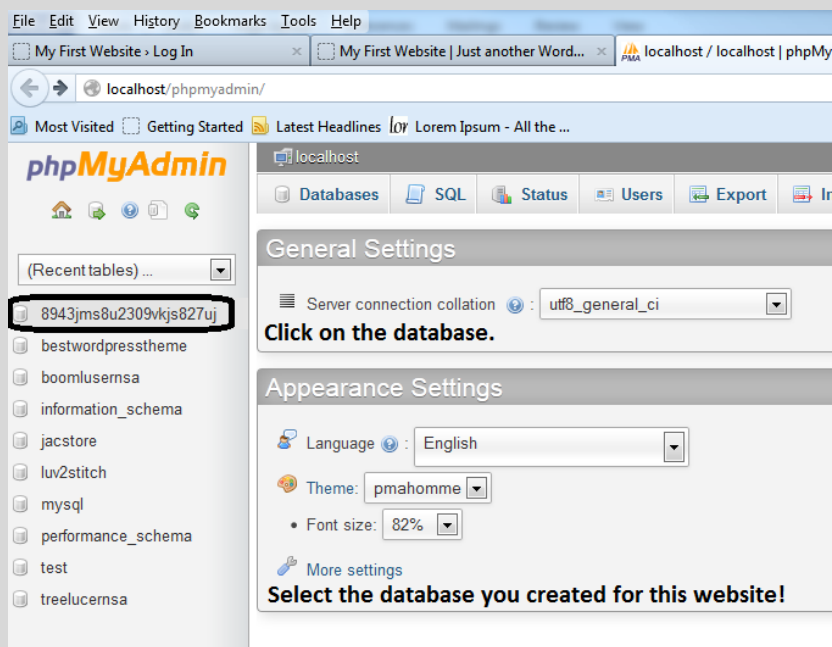 File Edit View History Bookmarks Tools Help
My First Website › Log In × My First Website | Just another Word... × PMA localhost / localhost | phpMy
localhost/phpmyadmin/
Most Visited Getting Started Latest Headlines lor Lorem Ipsum - All the ...
phpMyAdmin
localhost
Databases SQL Status Users Export
(Recent tables) ...
8943jms8u2309vkjs827uj
bestwordpresstheme
boomlusernsa
information_schema
jacstore
luv2stitch
mysql
performance_schema
test
treelucernsa
General Settings
Server connection collation : utf8_general_ci
Click on the database.
Appearance Settings
Language : English
Theme: pmahomme
• Font size: 82%
More settings
Select the database you created for this website!